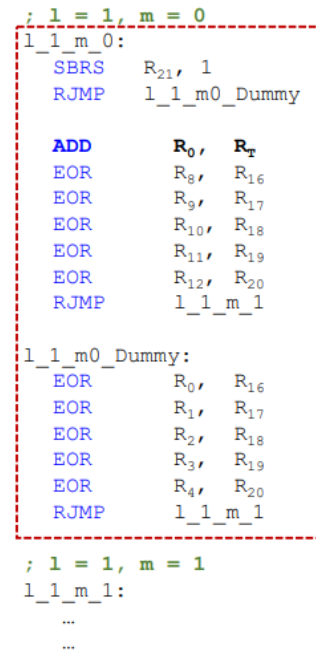 ; l = 1, m = 0
l_1_m_0:
SBRS R21, 1
RJMP l_1_m0_Dummy
ADD R0, RT
EOR R8, R16
EOR R9, R17
EOR R10, R18
EOR R11, R19
EOR R12, R20
RJMP l_1_m_1
l_1_m0_Dummy:
EOR R0, R16
EOR R1, R17
EOR R2, R18
EOR R3, R19
EOR R4, R20
RJMP l_1_m_1
; l = 1, m = 1
l_1_m_1:
…
…